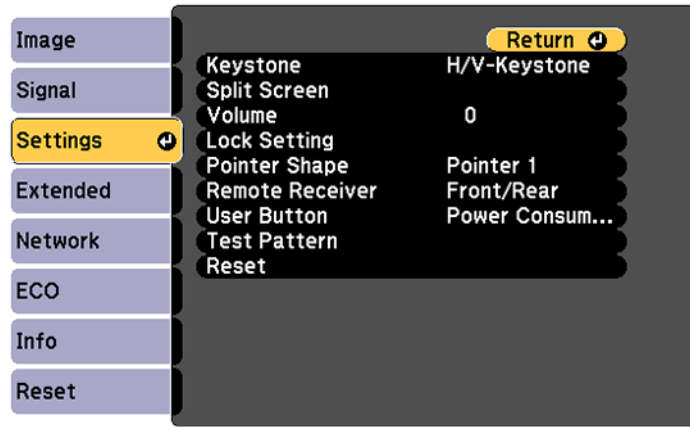 Image
Signal
Settings
Extended
Network
ECO
Info
Reset
Return
Keystone H/V-Keystone
Split Screen
Volume 0
Lock Setting
Pointer Shape Pointer 1
Remote Receiver Front/Rear
User Button Power Consum...
Test Pattern
Reset